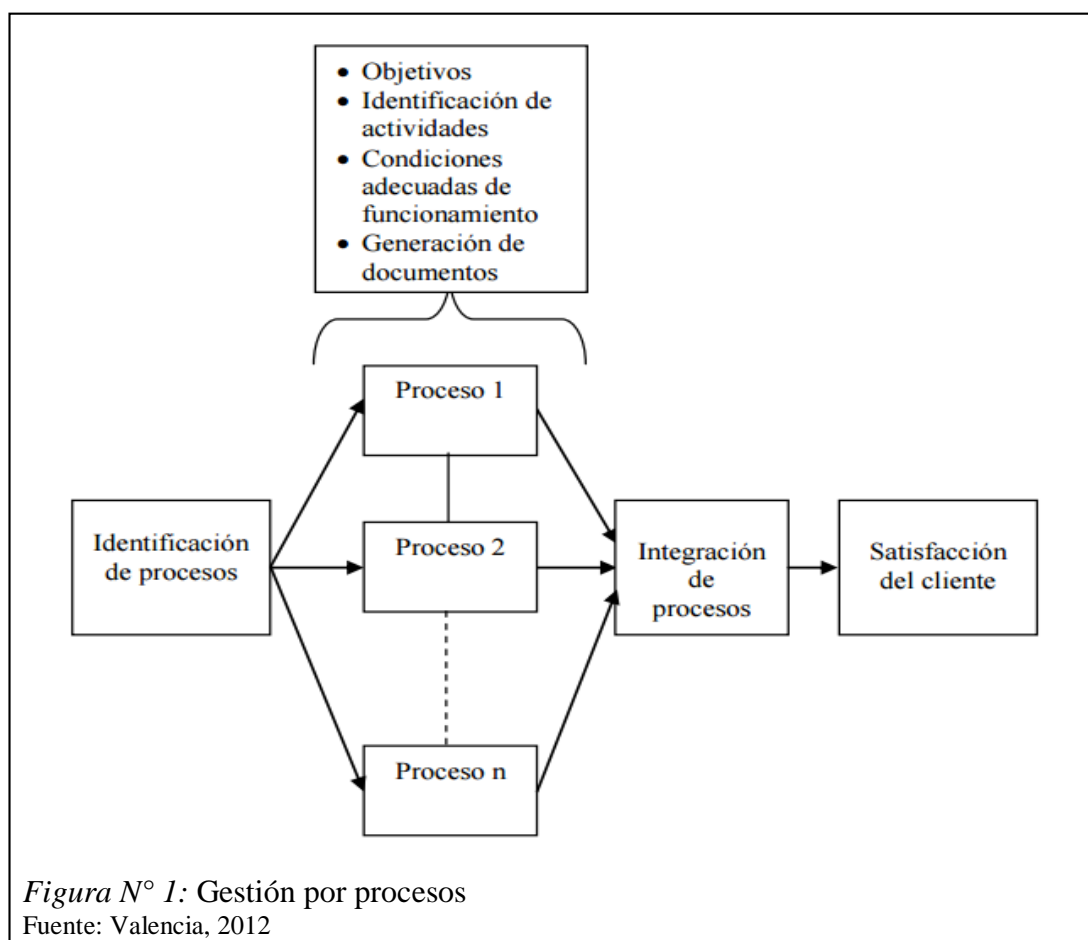 • Objetivos
• Identificación de
actividades
• Condiciones
adecuadas de
funcionamiento
• Generación de
documentos
Proceso 1
Identificación
de procesos
Proceso 2
Integración
de
procesos
Satisfacción
del cliente
Proceso n
Figura N° 1: Gestión por procesos
Fuente: Valencia, 2012